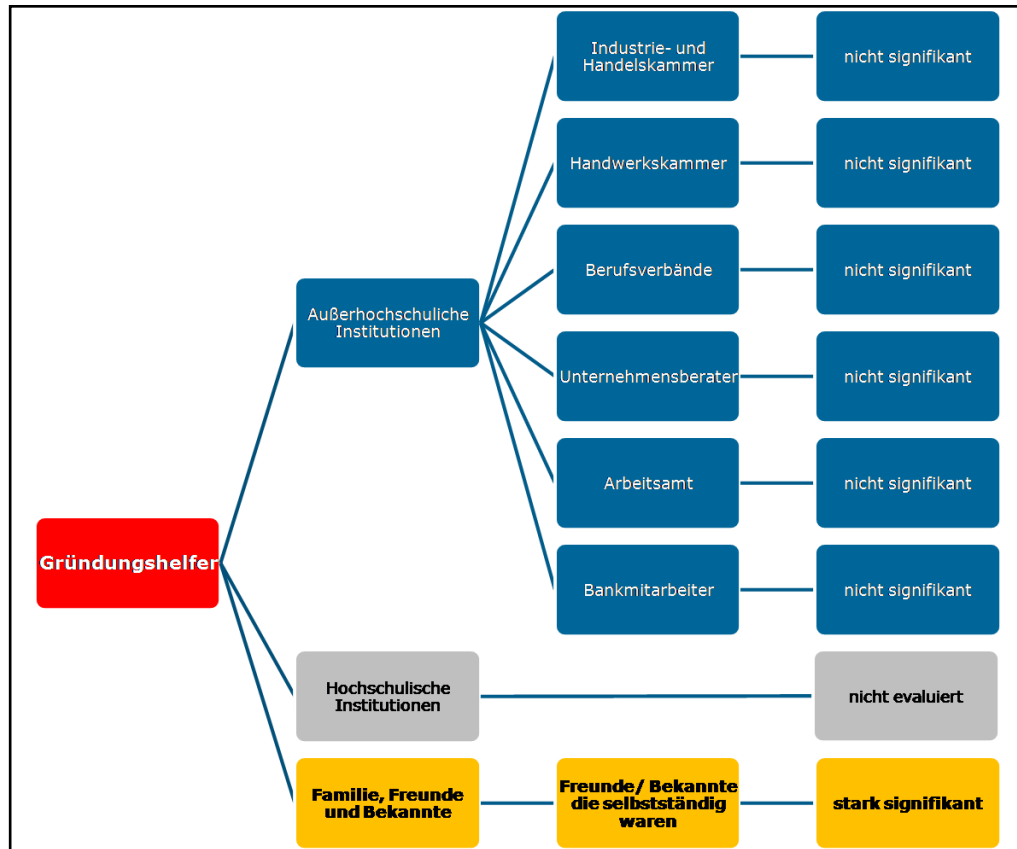 Industrie- und
Handelskammer
nicht signifikant
Handwerkskammer
nicht signifikant
Berufsverbände
nicht signifikant
Außerhochschuliche
Institutionen
Unternehmensberater
nicht signifikant
Arbeitsamt
nicht signifikant
Gründungshelfer
Bankmitarbeiter
nicht signifikant
Hochschulische
Institutionen
nicht evaluiert
Familie, Freunde
und Bekannte
Freunde/ Bekannte
die selbstständig
waren
stark signifikant